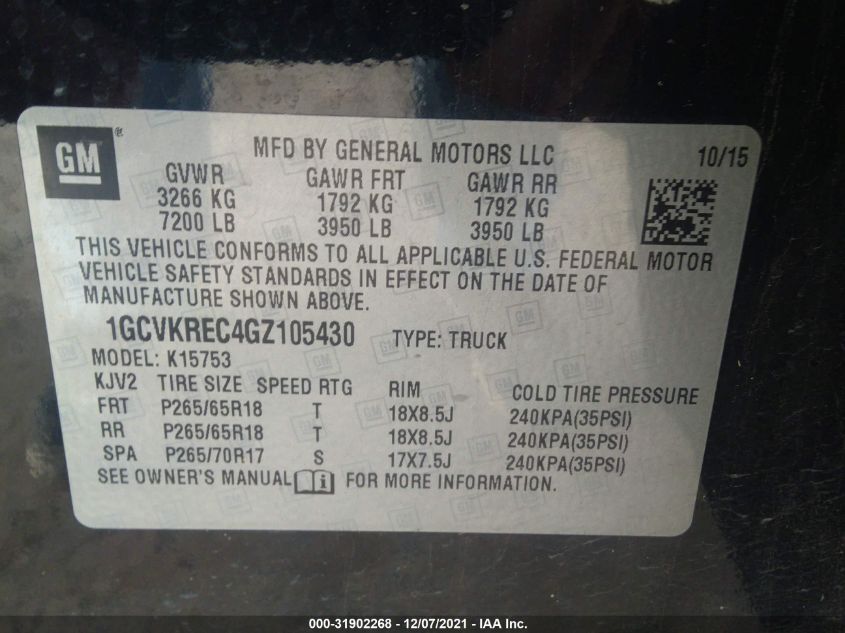 GM ®
MFD BY GENERAL MOTORS LLC 10/15
GVWR GAWR FRT GAWR RR
3266 KG 1792 KG 1792 KG
7200 LB 3950 LB 3950 LB
THIS VEHICLE CONFORMS TO ALL APPLICABLE U.S. FEDERAL MOTOR
VEHICLE SAFETY STANDARDS IN EFFECT ON THE DATE OF
MANUFACTURE SHOWN ABOVE.
1GCVKREC4GZ105430 TYPE: TRUCK
MODEL: K15753
KJV2 TIRE SIZE SPEED RTG RIM COLD TIRE PRESSURE
FRT P265/65R18 T 18X8.5J 240KPA(35PSI)
RR P265/65R18 T 18X8.5J 240KPA(35PSI)
SPA P265/70R17 S 17X7.5J 240KPA(35PSI)
SEE OWNER'S MANUAL i FOR MORE INFORMATION.
000-31902268 - 12/07/2021 - IAA Inc.